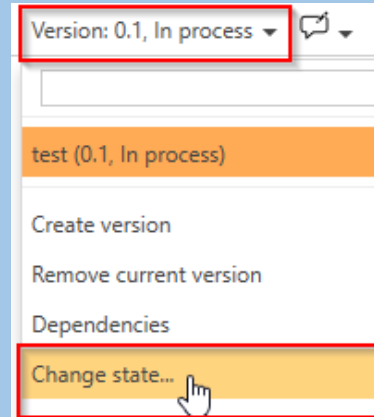 Version: 0.1, In process
test (0.1, In process)
Create version
Remove current version
Dependencies
Change state...